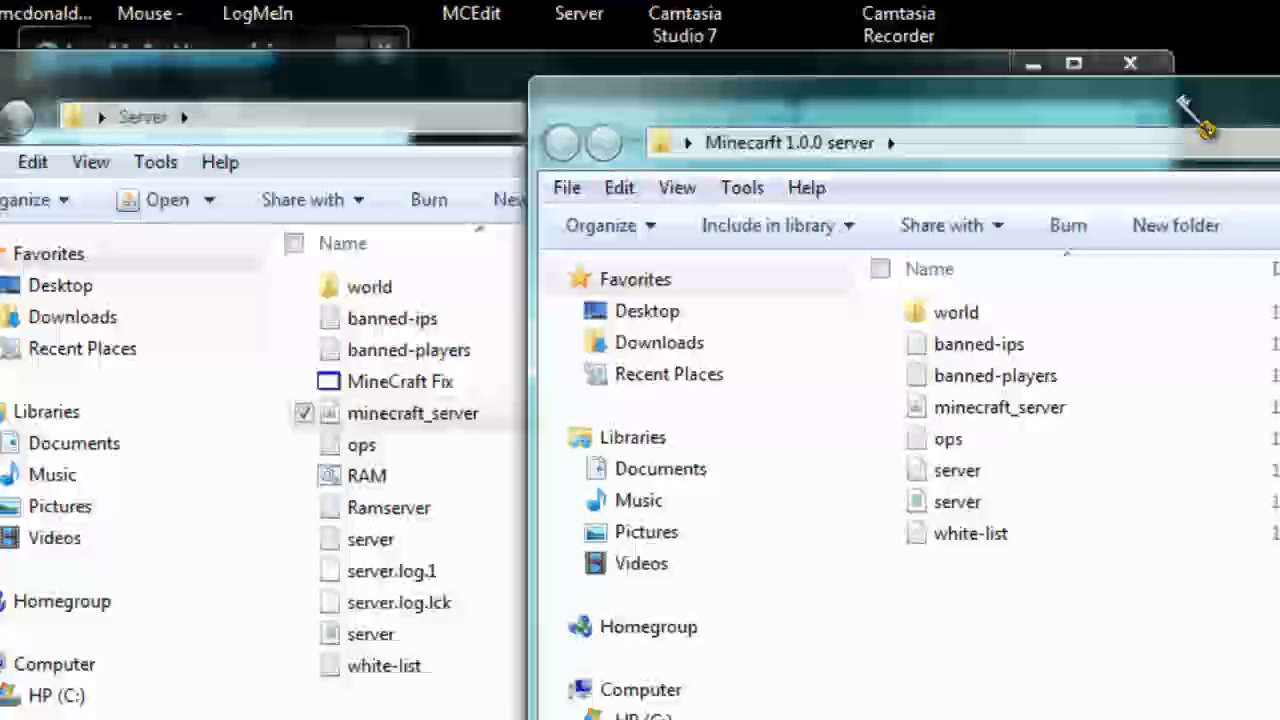 mcdonald...
Mouse -
LogMeIn
MCEdit
Server
Camtasia
Studio 7
Camtasia
Recorder
Server
Edit View Tools Help
ganize Open Share with Burn New
Name
Favorites
Desktop
Downloads
Recent Places
Libraries
Documents
Music
Pictures
Videos
Homegroup
Computer
HP (C:)
world
banned-ips
banned-players
MineCraft Fix
minecraft_server
ops
RAM
Ramserver
server
server.log.1
server.log.lck
server
white-list
Minecarft 1.0.0 server
File Edit View Tools Help
Organize Include in library Share with Burn New folder
Name
Favorites
Desktop
Downloads
Recent Places
Libraries
Documents
Music
Pictures
Videos
Homegroup
Computer
HP (C:)
world
banned-ips
banned-players
minecraft_server
ops
server
server
white-list